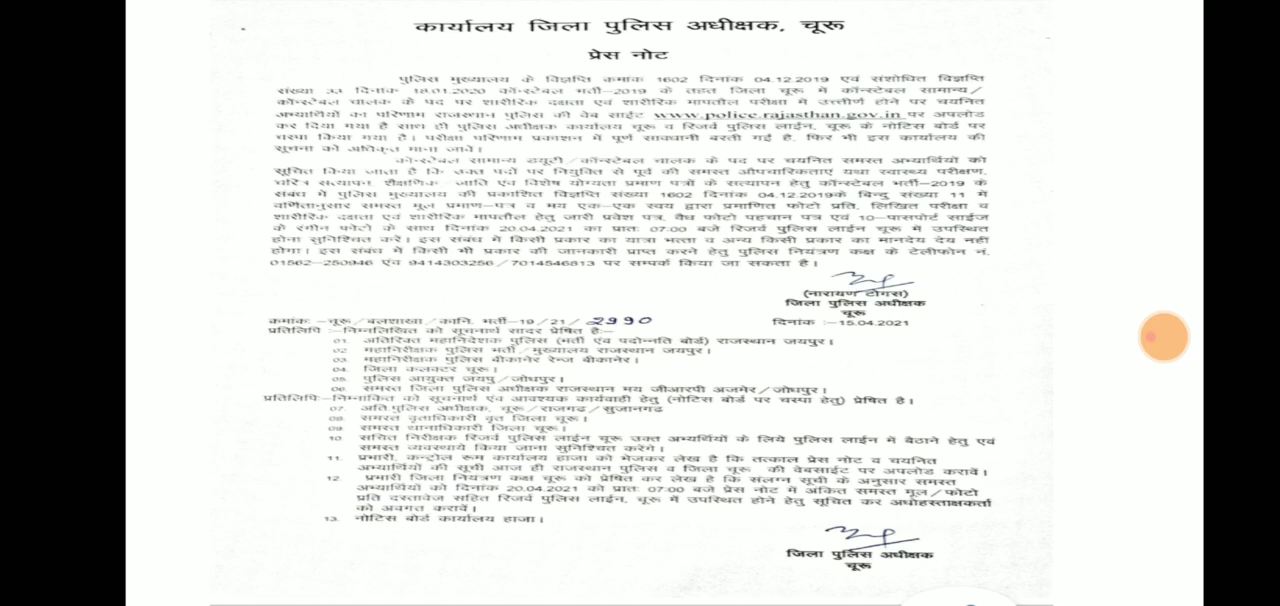 कार्यालय जिला पुलिस अधीक्षक, चूरू
प्रेस नोट
पुलिस मुख्यालय के विज्ञप्ति कमांक 1602 दिनांक 04.12.2019 एवं संशोधित विज्ञप्ति
संख्या 33 दिनांक 18.01.2020 कॉन्स्टेबल भर्ती–2019 के तहत जिला चूरू में कॉन्स्टेबल सामान्य/
कॉन्स्टेबल चालक के पद पर शारीरिक दक्षता एवं शारीरिक मापतौल परीक्षा में उत्तीर्ण होने पर चयनित
अभ्यार्थियों का परिणाम राजस्थान पुलिस की वेब साईट www.police.rajasthan.gov.in पर अपलोड
कर दिया गया है साथ ही पुलिस अधीक्षक कार्यालय चूरू व रिजर्व पुलिस लाईन, चूरू के नोटिस बोर्ड पर
चस्पा किया गया है। परीक्षा परिणाम प्रकाशन में पूर्ण सावधानी बरती गई है, फिर भी इस कार्यालय की
सूचना को अधिकृत माना जावे।
कॉन्स्टेबल सामान्य ड्यूटी/कॉन्स्टेबल चालक के पद पर चयनित समस्त अभ्यार्थियों को
सूचित किया जाता है कि उक्त पदों पर नियुक्ति से पूर्व की समस्त औपचारिकताए यथा स्वास्थ्य परीक्षण,
चरित्र सत्यापन, शैक्षणिक, जाति एवं विशेष योग्यता प्रमाण पत्रों के सत्यापन हेतु कॉन्स्टेबल भर्ती–2019 के
संबध में पुलिस मुख्यालय की प्रकाशित विज्ञप्ति संख्या 1602 दिनांक 04.12.2019के बिन्दु संख्या 11 में
वर्णितानुसार समस्त मूल प्रमाण–पत्र व मय एक–एक स्वय द्वारा प्रमाणित फोटो प्रति, लिखित परीक्षा व
शारीरिक दक्षता एवं शारीरिक मापतौल हेतु जारी प्रवेश पत्र, वैध फोटो पहचान पत्र एवं 10–पासपोर्ट साईज
के रंगीन फोटो के साथ दिनांक 20.04.2021 का प्रातः 07:00 बजे रिजर्व पुलिस लाईन चूरू में उपस्थित
होना सुनिश्चित करें। इस संबध में किसी प्रकार का यात्रा भत्ता व अन्य किसी प्रकार का मानदेय देय नहीं
होगा। इस संबध में किसी भी प्रकार की जानकारी प्राप्त करने हेतु पुलिस नियंत्रण कक्ष के टेलीफोन नं.
01562–250946 एंव 9414303256/7014546813 पर सम्पर्क किया जा सकता है।
(नारायण टोगस)
जिला पुलिस अधीक्षक
चूरू
क्रमांक: –चूरू/बलशाखा/कानि. भर्ती–19/21/ 2990 दिनांक :–15.04.2021
प्रतिलिपि :–निम्नलिखित को सूचनार्थ सादर प्रेषित है:–
01. अतिरिक्त महानिदेशक पुलिस (भर्ती एंव पदोन्नति बोर्ड) राजस्थान जयपुर।
02. महानिरीक्षक पुलिस भर्ती/मुख्यालय राजस्थान जयपुर।
03. महानिरीक्षक पुलिस बीकानेर रेन्ज बीकानेर।
04. जिला कलक्टर चूरू।
05. पुलिस आयुक्त जयपु/जोधपुर।
06. समस्त जिला पुलिस अधीक्षक राजस्थान मय जीआरपी अजमेर/जोधपुर।
प्रतिलिपि:–निम्नांकित को सूचनार्थ एंव आवश्यक कार्यवाही हेतु (नोटिस बोर्ड पर चस्पा हेतु) प्रेषित है।
07. अति.पुलिस अधीक्षक, चूरू/राजगढ/सुजानगढ
08. समस्त वृताधिकारी वृत जिला चूरू।
09. समस्त थानाधिकारी जिला चूरू।
10. संचित निरीक्षक रिजर्व पुलिस लाईन चूरू उक्त अभ्यर्थियों के लिये पुलिस लाईन में बैठाने हेतु एवं
समस्त व्यवस्थाये किया जाना सुनिश्चित करेंगे।
11. प्रभारी, कन्ट्रोल रूम कार्यालय हाजा को भेजकर लेख है कि तत्काल प्रेस नोट व चयनित
अभ्यार्थियों की सूची आज ही राजस्थान पुलिस व जिला चूरू की वेबसाईट पर अपलोड करावें।
12. प्रभारी जिला नियंत्रण कक्ष चूरू को प्रेषित कर लेख है कि संलग्न सूची के अनुसार समस्त
अभ्यार्थियों को दिनांक 20.04.2021 को प्रातः 07:00 बजे प्रेस नोट में अंकित समस्त मूल/फोटो
प्रति दस्तावेज सहित रिजर्व पुलिस लाईन, चूरू में उपस्थित होने हेतु सूचित कर अधोहस्ताक्षकर्ता
को अवगत करावें।
13. नोटिस बोर्ड कार्यालय हाजा।
जिला पुलिस अधीक्षक
चूरू